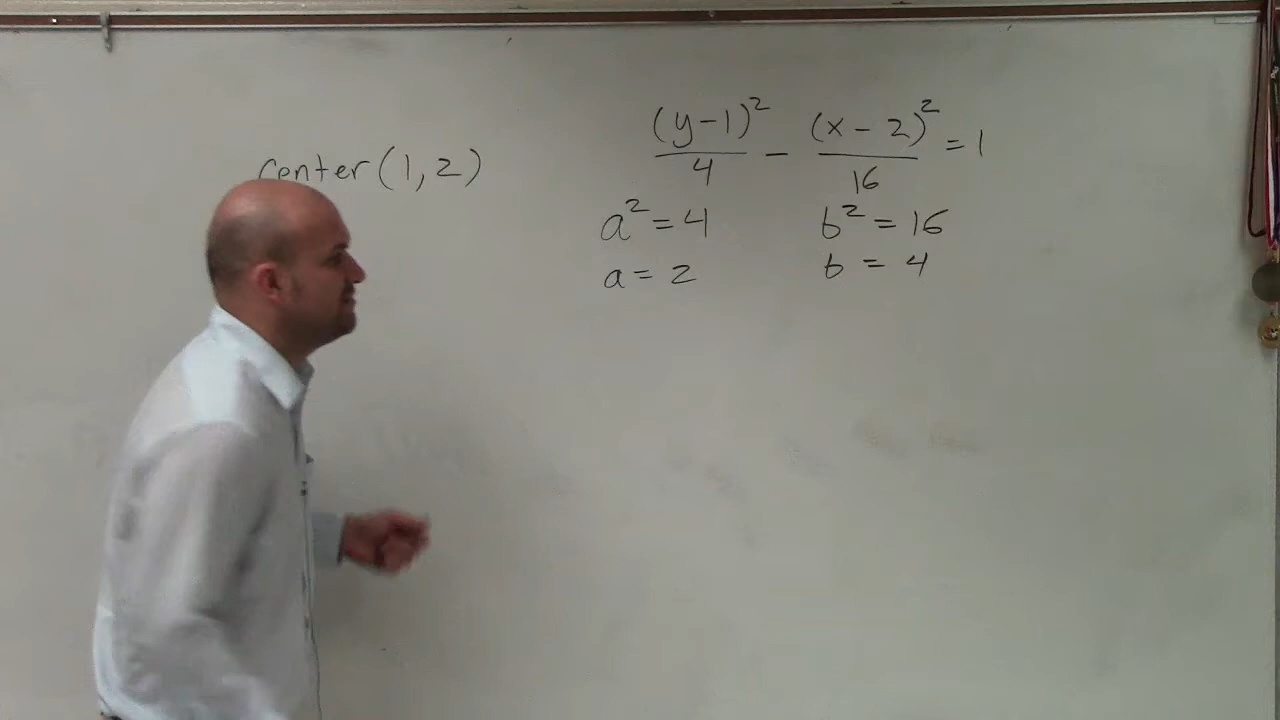 center(1,2)
(y-1)² / 4 - (x-2)² / 16 = 1
a² = 4
b² = 16
a = 2
b = 4